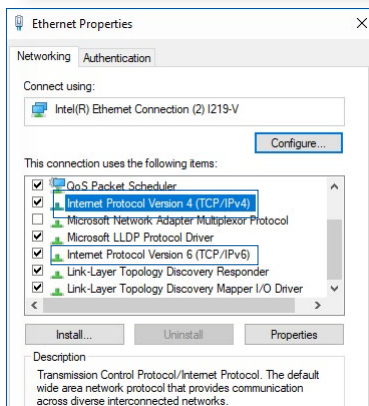 Ethernet Properties
Networking Authentication
Connect using:
Intel(R) Ethernet Connection (2) I219-V
Configure...
This connection uses the following items:
QoS Packet Scheduler
Internet Protocol Version 4 (TCP/IPv4)
Microsoft Network Adapter Multiplexor Protocol
Microsoft LLDP Protocol Driver
Internet Protocol Version 6 (TCP/IPv6)
Link-Layer Topology Discovery Responder
Link-Layer Topology Discovery Mapper I/O Driver
Install... Uninstall Properties
Description
Transmission Control Protocol/Internet Protocol. The default
wide area network protocol that provides communication
across diverse interconnected networks.